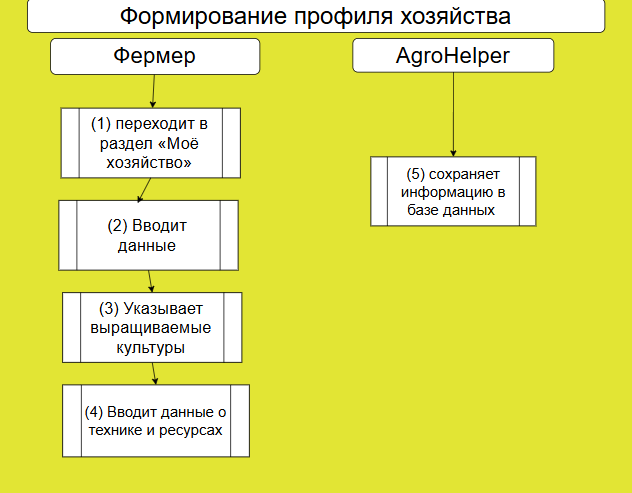 Формирование профиля хозяйства
Фермер
AgroHelper
(1) переходит в
раздел «Моё
хозяйство»
(2) Вводит
данные
(3) Указывает
выращиваемые
культуры
(4) Вводит данные о
технике и ресурсах
(5) сохраняет
информацию в
базе данных